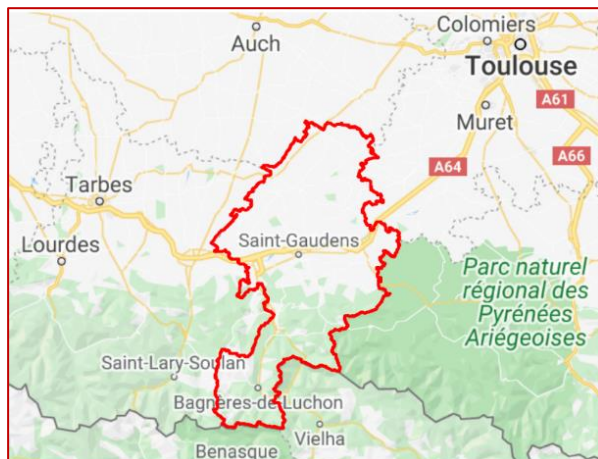 Colomiers
Auch
Toulouse
A61
Muret
A66
A64
Tarbes
Saint-Gaudens
Lourdes
Parc naturel
régional des
Pyrénées
Ariégeoises
Saint-Lary-Soulan
Bagnères-de-Luchon
Vielha
Benasque